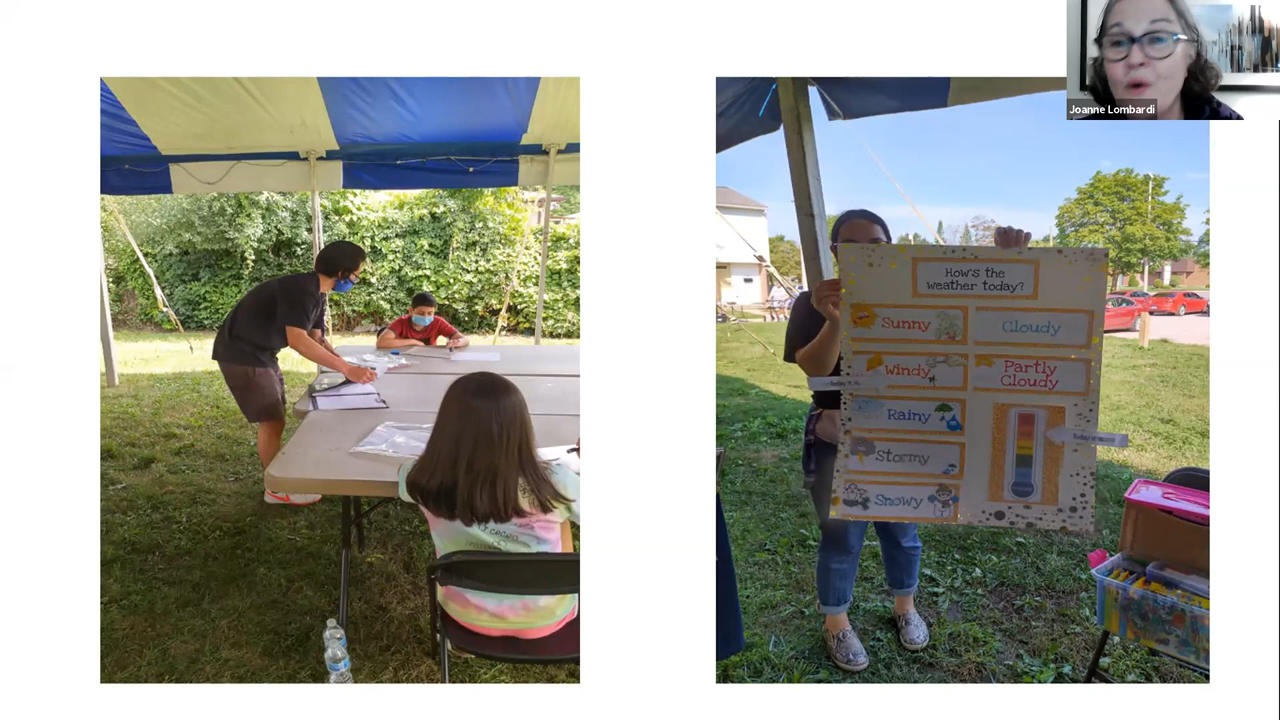 Joanne Lombardi
How's the
weather today?
Sunny
Cloudy
Windy
Partly
Cloudy
Rainy
Stormy
Snowy